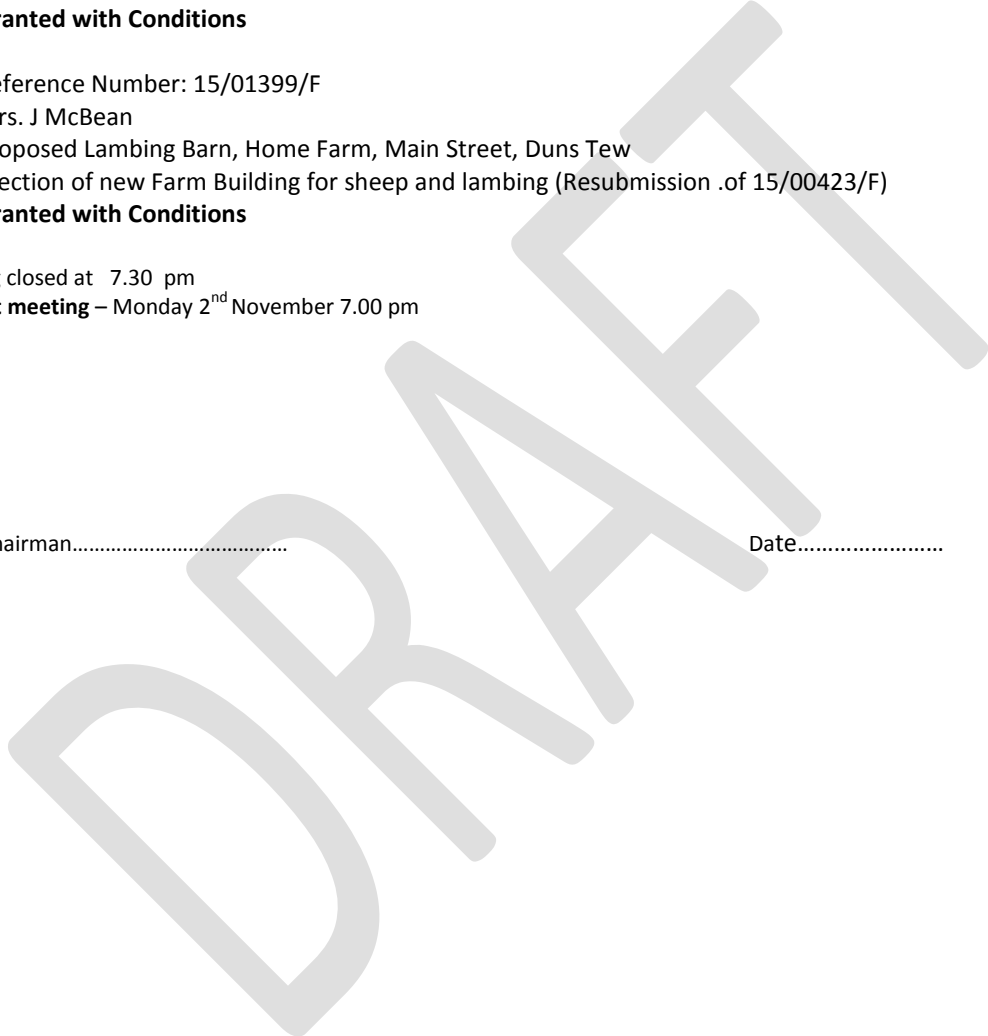 ranted with Conditions
eference Number: 15/01399/F
rs. J McBean
oposed Lambing Barn, Home Farm, Main Street, Duns Tew
ection of new Farm Building for sheep and lambing (Resubmission .of 15/00423/F)
ranted with Conditions
closed at 7.30 pm
meeting – Monday 2nd November 7.00 pm
airman…………………………………. Date……………………
DRAFT